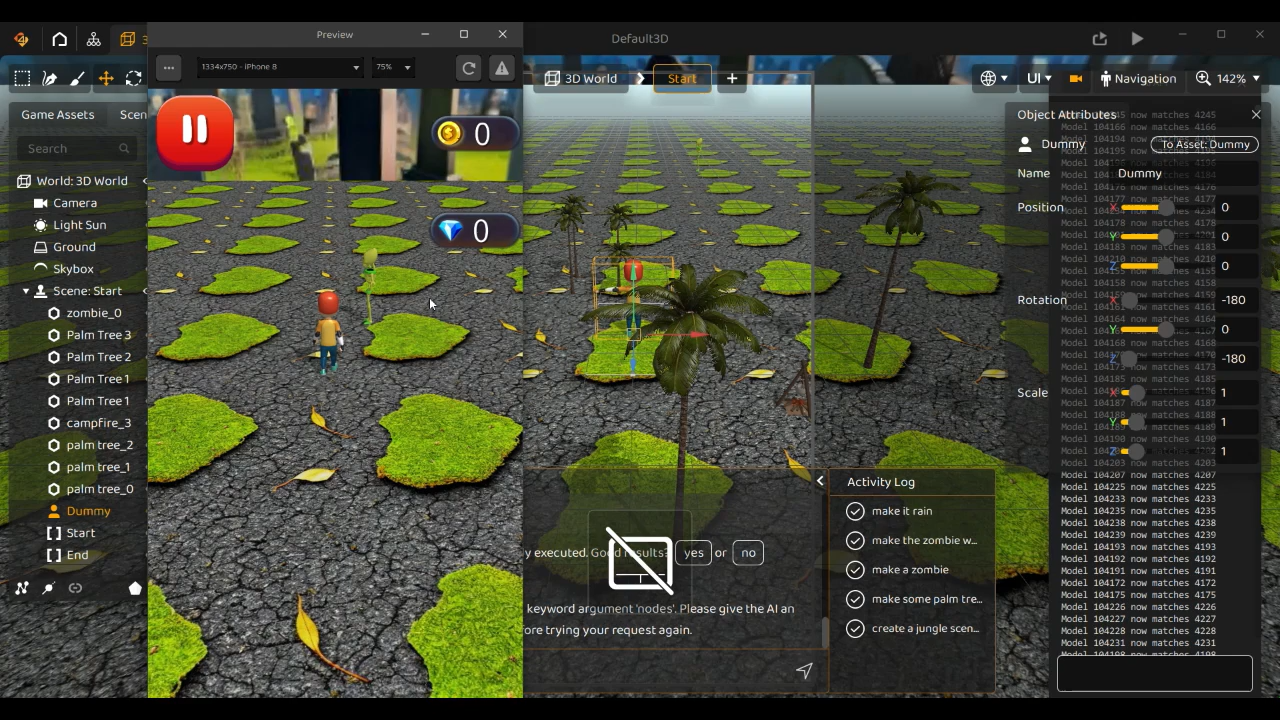 Preview
Default3D
3
1334x750 - iPhone 8
75%
3D World
Start
UI
Navigation
142%
Game Assets
Scen
Search
World: 3D World
Camera
Light Sun
Ground
Skybox
Scene: Start
zombie_0
Palm Tree 3
Palm Tree 2
Palm Tree 1
Palm Tree 1
campfire_3
palm tree_2
palm tree_1
palm tree_0
Dummy
Start
End
0
0
y executed. Good results? yes or no
keyword argument 'nodes'. Please give the AI an
ore trying your request again.
Activity Log
make it rain
make the zombie w...
make a zombie
make some palm tre...
create a jungle scen...
Object Attributes
Dummy
To Asset: Dummy
Name
Dummy
Position
X
0
Y
0
Z
0
Rotation
X
-180
Y
0
Z
-180
Scale
X
1
Y
1
Z
1
Model 104207 now matches 4207
Model 104225 now matches 4225
Model 104233 now matches 4233
Model 104235 now matches 4235
Model 104238 now matches 4238
Model 104239 now matches 4239
Model 104193 now matches 4193
Model 104192 now matches 4192
Model 104191 now matches 4191
Model 104172 now matches 4172
Model 104175 now matches 4175
Model 104226 now matches 4226
Model 104227 now matches 4227
Model 104228 now matches 4228
Model 104231 now matches 4231